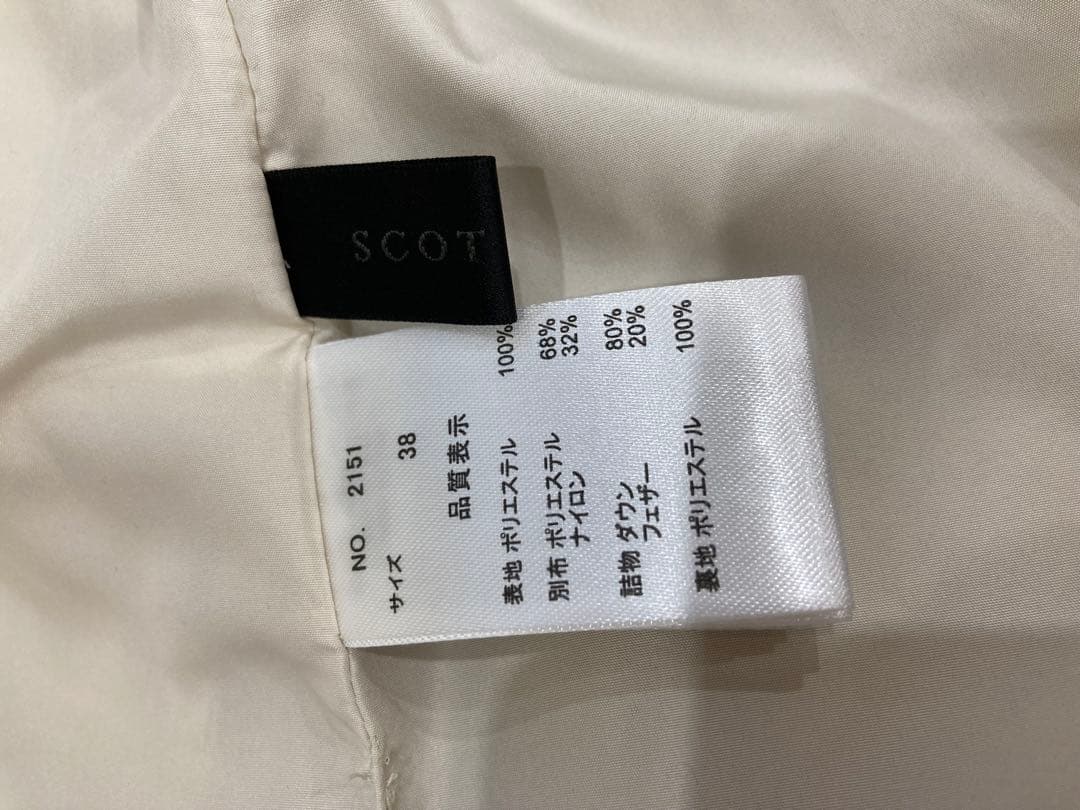 SCOT
NO. 2151
サイズ 38
品質表示
表地 ポリエステル 100%
別布 ポリエステル 68%
ナイロン 32%
詰物 ダウン 80%
フェザー 20%
裏地 ポリエステル 100%